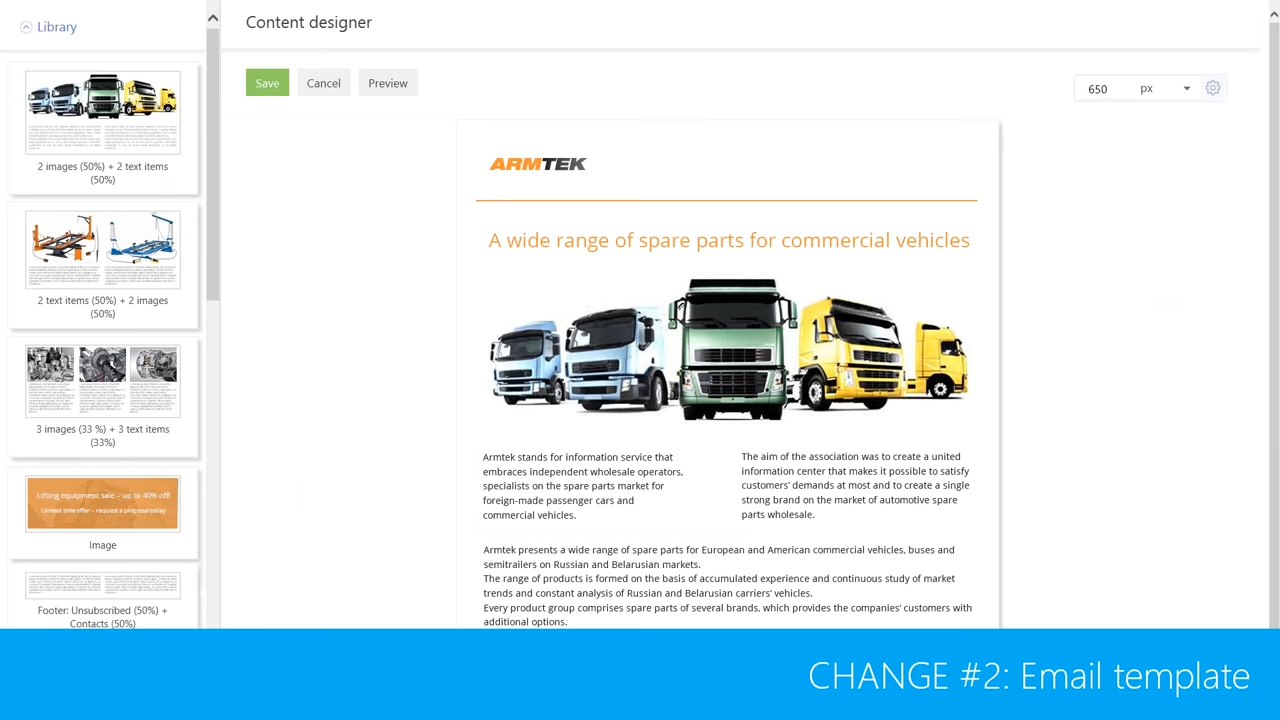 Library
Content designer
Save
Cancel
Preview
650
px
2 images (50%) + 2 text items
(50%)
2 text items (50%) + 2 images
(50%)
3 images (33 %) + 3 text items
(33%)
Lifting equipment sale – up to 40% off!
Limited time offer – request a proposal today
Image
Footer: Unsubscribed (50%) +
Contacts (50%)
ARMTEK
A wide range of spare parts for commercial vehicles
Armtek stands for information service that
embraces independent wholesale operators,
specialists on the spare parts market for
foreign-made passenger cars and
commercial vehicles.
The aim of the association was to create a united
information center that makes it possible to satisfy
customers’ demands at most and to create a single
strong brand on the market of automotive spare
parts wholesale.
Armtek presents a wide range of spare parts for European and American commercial vehicles, buses and
semitrailers on Russian and Belarusian markets.
The range of products is formed on the basis of accumulated experience and continuous study of market
trends and constant analysis of Russian and Belarusian carriers’ vehicles.
Every product group comprises spare parts of several brands, which provides the companies’ customers with
additional options.
CHANGE #2: Email template